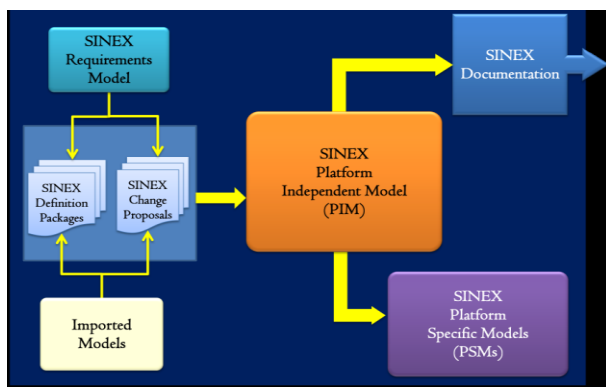 SINEX
Requirements
Model
SINEX
Documentation
SINEX
Definition
Packages
SINEX
Change
Proposals
SINEX
Platform
Independent Model
(PIM)
Imported
Models
SINEX
Platform
Specific Models
(PSMs)